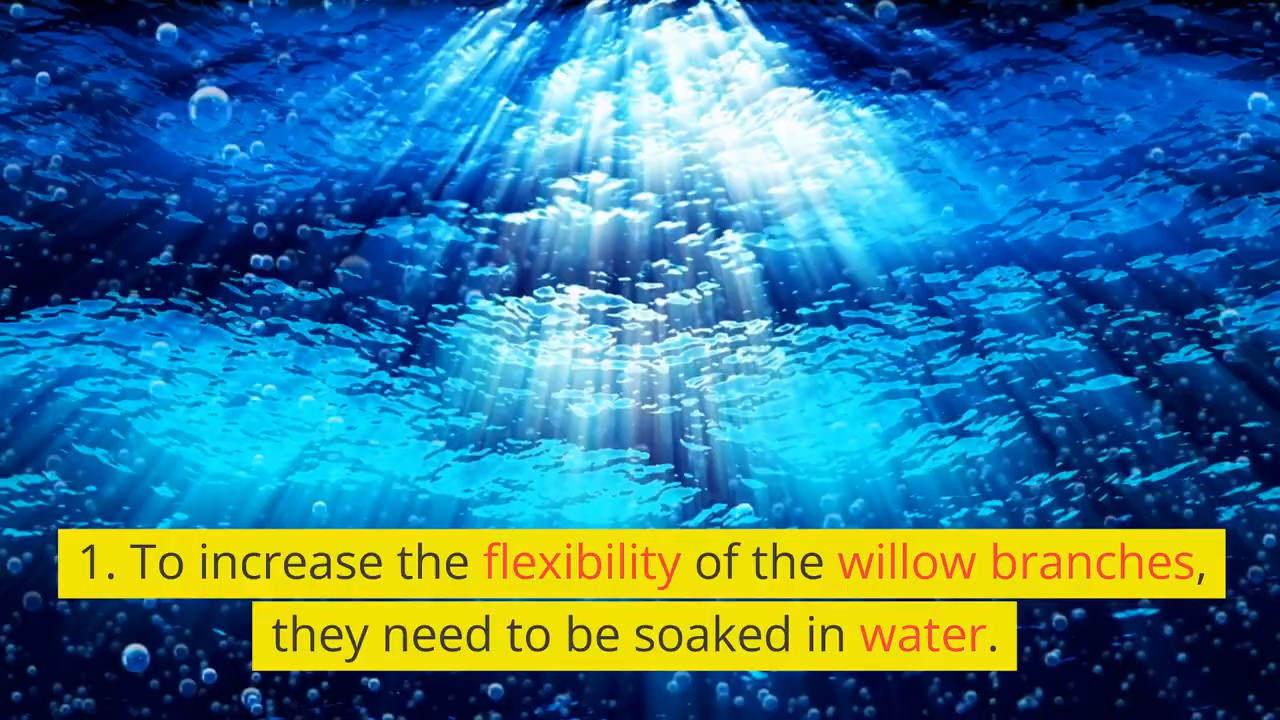 1. To increase the flexibility of the willow branches,
they need to be soaked in water.